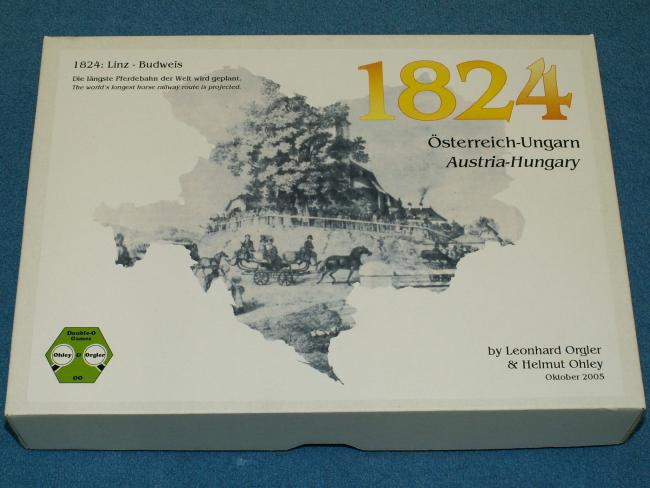 1824: Linz - Budweis
Die längste Pferdebahn der Welt wird geplant.
The world's longest horse railway route is projected.
1824
Österreich-Ungarn
Austria-Hungary
Double-O
Games
Ohley & Orgler
OO
by Leonhard Orgler
& Helmut Ohley
Oktober 2005